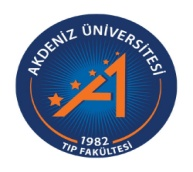 AKDENİZ ÜNİVERSİTESİ
1982
TIP FAKÜLTESİ